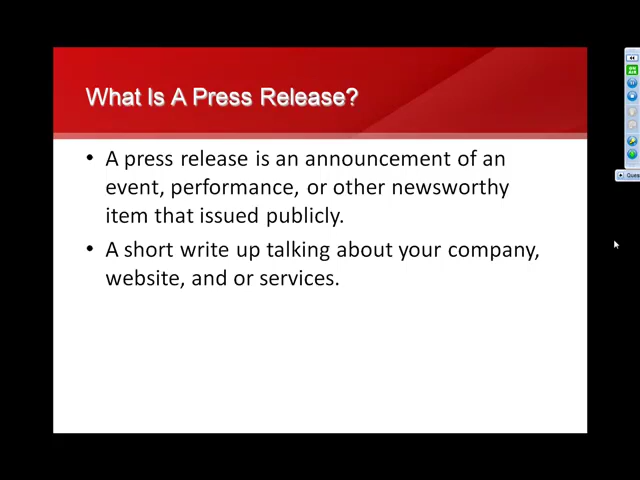 What Is A Press Release?
• A press release is an announcement of an
event, performance, or other newsworthy
item that issued publicly.
• A short write up talking about your company,
website, and or services.